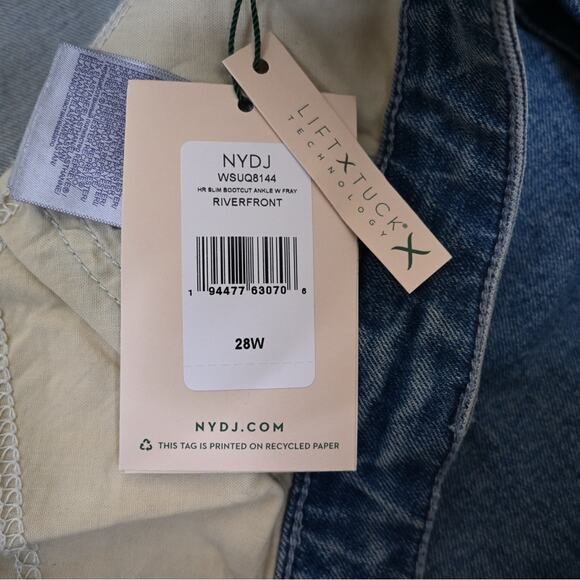 LIFT X TUCK®
TECHNOLOGY
NYDJ
WSUQ8144
HR SLIM BOOTCUT ANKLE W FRAY
RIVERFRONT
1 94477 63070 6
28W
NYDJ.COM
THIS TAG IS PRINTED ON RECYCLED PAPER